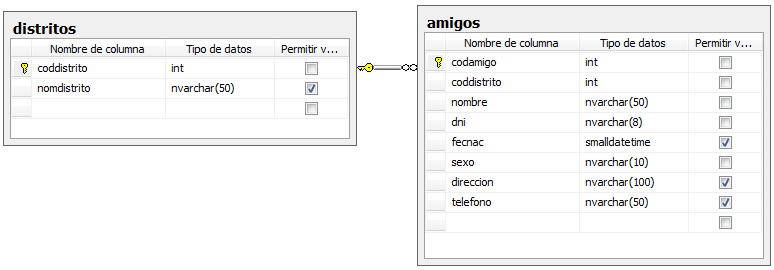 distritos
Nombre de columna Tipo de datos Permitir v...
coddistrito int
nomdistrito nvarchar(50)
amigos
Nombre de columna Tipo de datos Permitir v...
codamigo int
coddistrito int
nombre nvarchar(50)
dni nvarchar(8)
fecnac smalldatetime
sexo nvarchar(10)
direccion nvarchar(100)
telefono nvarchar(50)